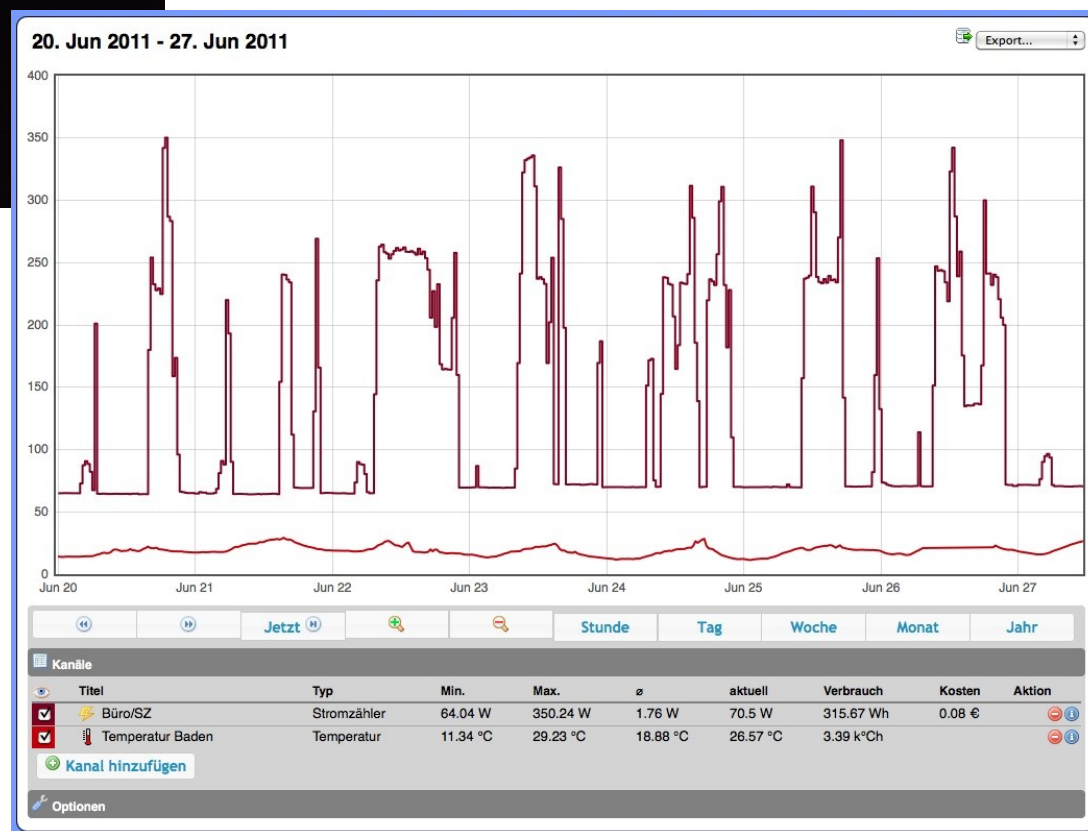 20. Jun 2011 - 27. Jun 2011
Export...
400
350
300
250
200
150
100
50
0
Jun 20 Jun 21 Jun 22 Jun 23 Jun 24 Jun 25 Jun 26 Jun 27
Jetzt Stunde Tag Woche Monat Jahr
Kanäle
Titel Typ Min. Max. ø aktuell Verbrauch Kosten Aktion
Büro/SZ Stromzähler 64.04 W 350.24 W 1.76 W 70.5 W 315.67 Wh 0.08 €
Temperatur Baden Temperatur 11.34 °C 29.23 °C 18.88 °C 26.57 °C 3.39 k°Ch
Kanal hinzufügen
Optionen